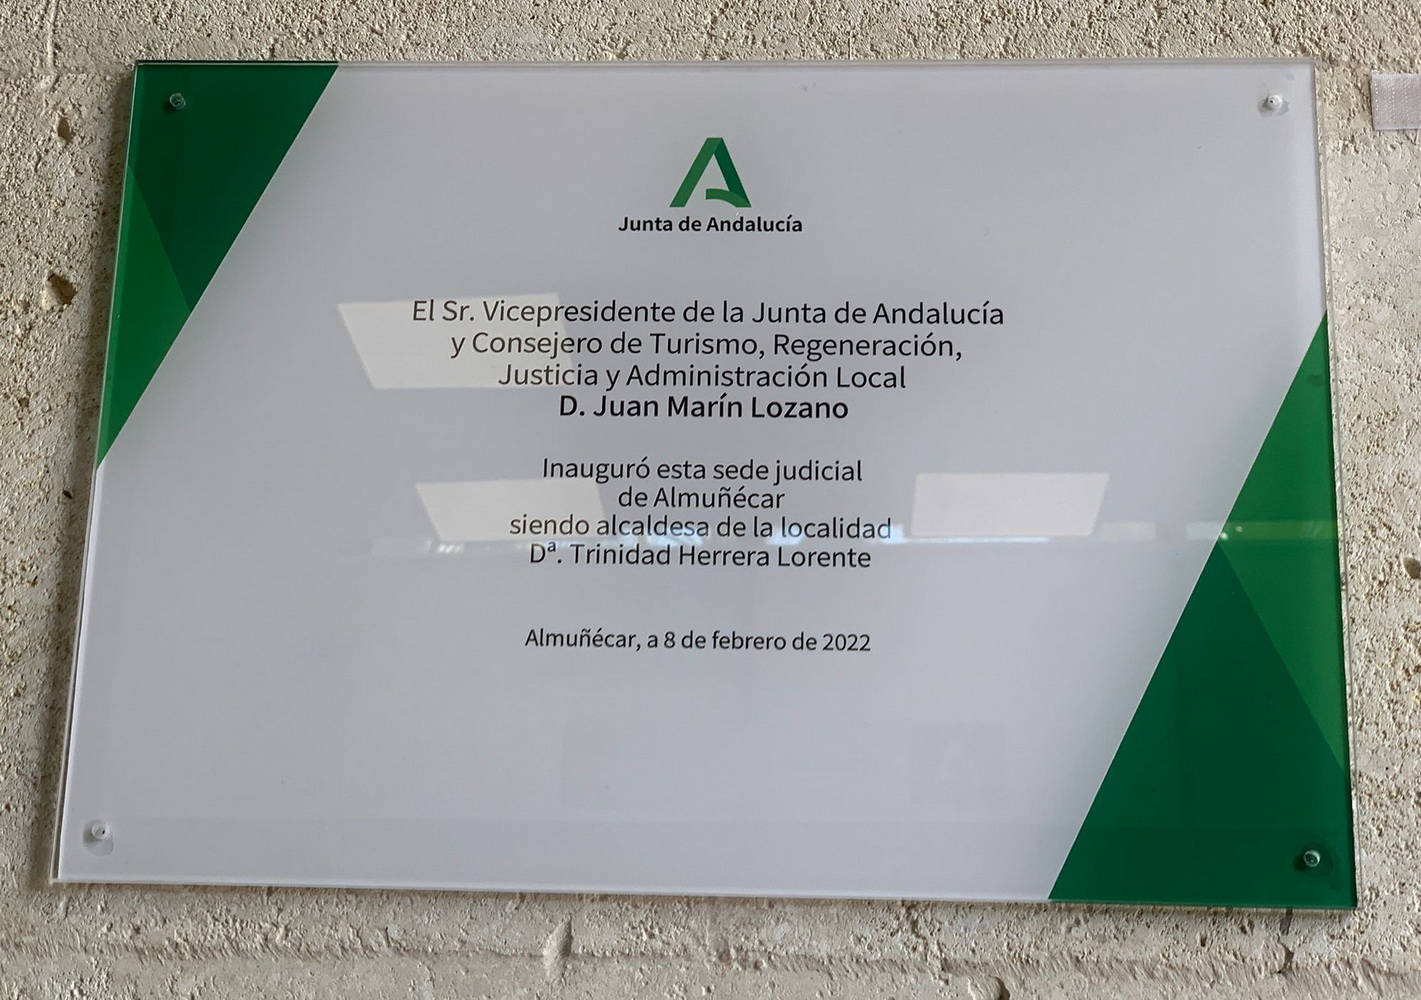 Junta de Andalucía
El Sr. Vicepresidente de la Junta de Andalucía
y Consejero de Turismo, Regeneración,
Justicia y Administración Local
D. Juan Marín Lozano
Inauguró esta sede judicial
de Almuñécar
siendo alcaldesa de la localidad
Dª. Trinidad Herrera Lorente
Almuñécar, a 8 de febrero de 2022